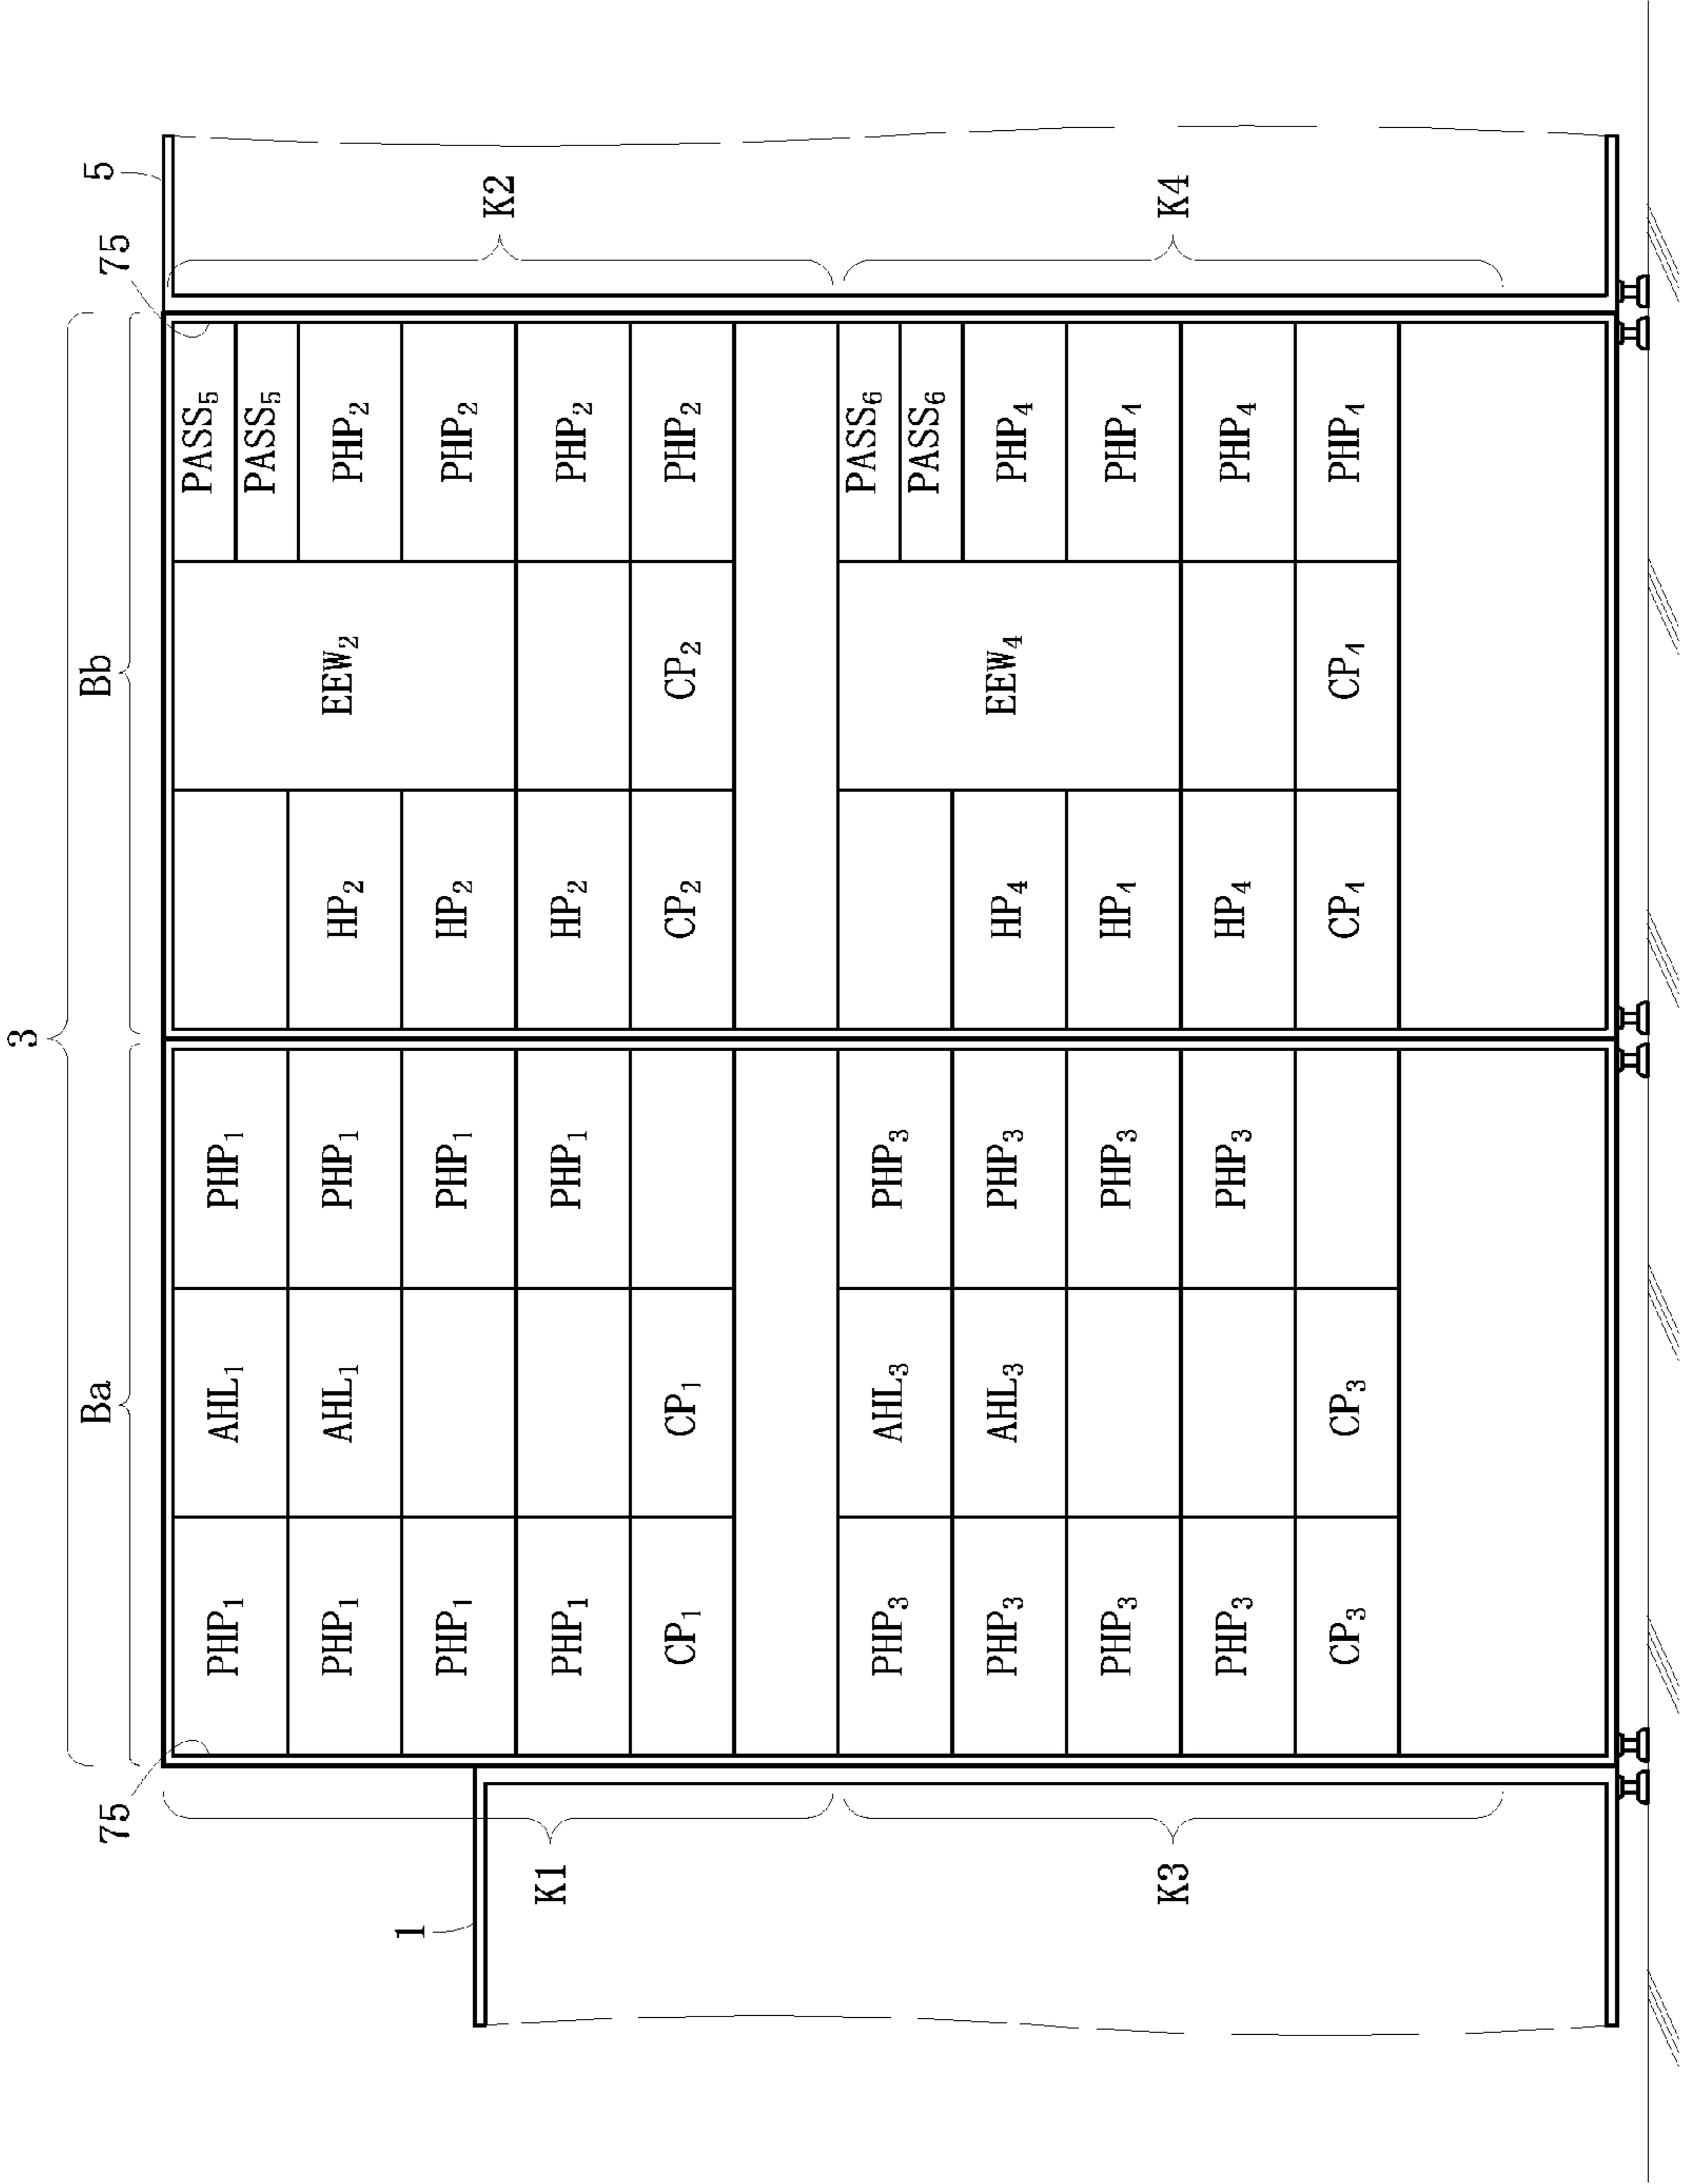 3
Ba Bb
75 75 5
PHP1 AHL1 PHP1 PASS5
PASS5
PHP1 AHL1 PHP1 HP2 EEW2 PHP2
1
PHP1 PHP1 HP2 PHP2
K1 K2
PHP1 PHP1 HP2 PHP2
CP1 CP1 CP2 CP2 PHP2
PHP3 AHL3 PHP3 PASS6
PASS6
PHP3 AHL3 PHP3 HP4 EEW4 PHP4
PHP3 PHP3 HP4 PHP4
K3 K4
PHP3 PHP3 HP4 PHP4
CP3 CP3 CP4 CP4 PHP4